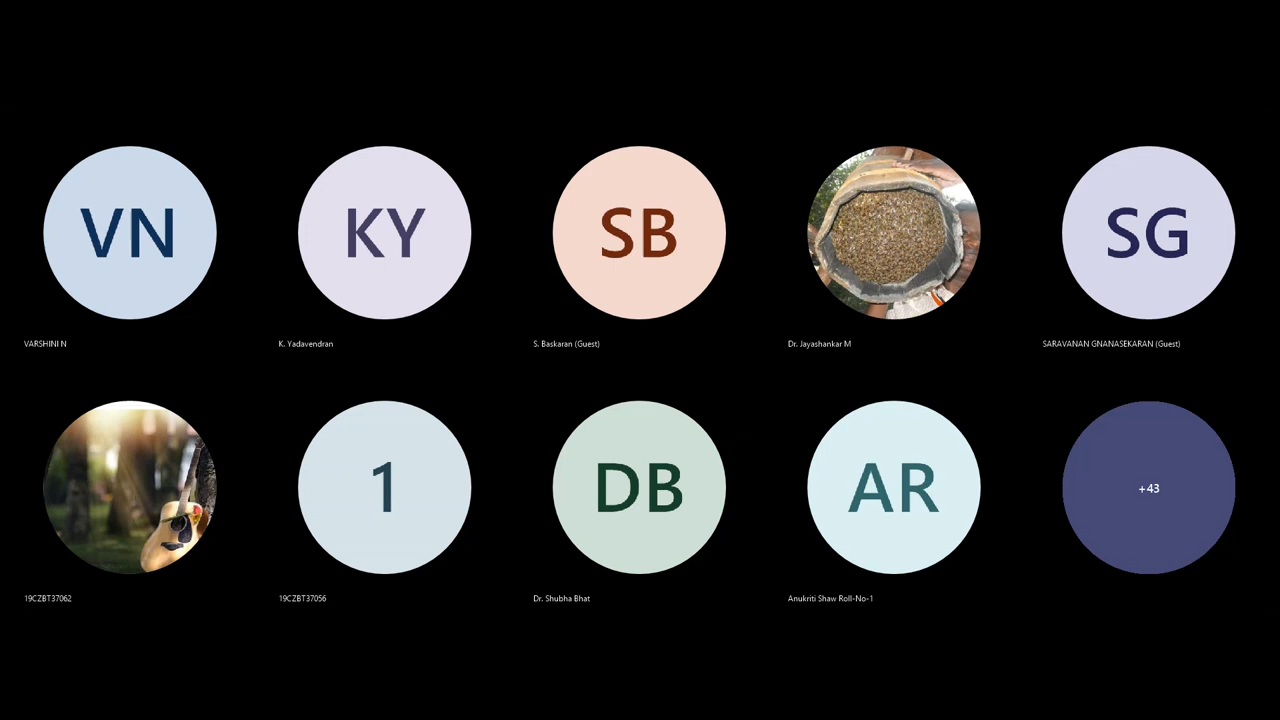 VN
KY
SB
SG
VARSHINI N
K. Yadavendran
S. Baskaran (Guest)
Dr. Jayashankar M
SARAVANAN GNANASEKARAN (Guest)
1
DB
AR
+43
19CZBT37062
19CZBT37056
Dr. Shubha Bhat
Anukriti Shaw Roll-No-1